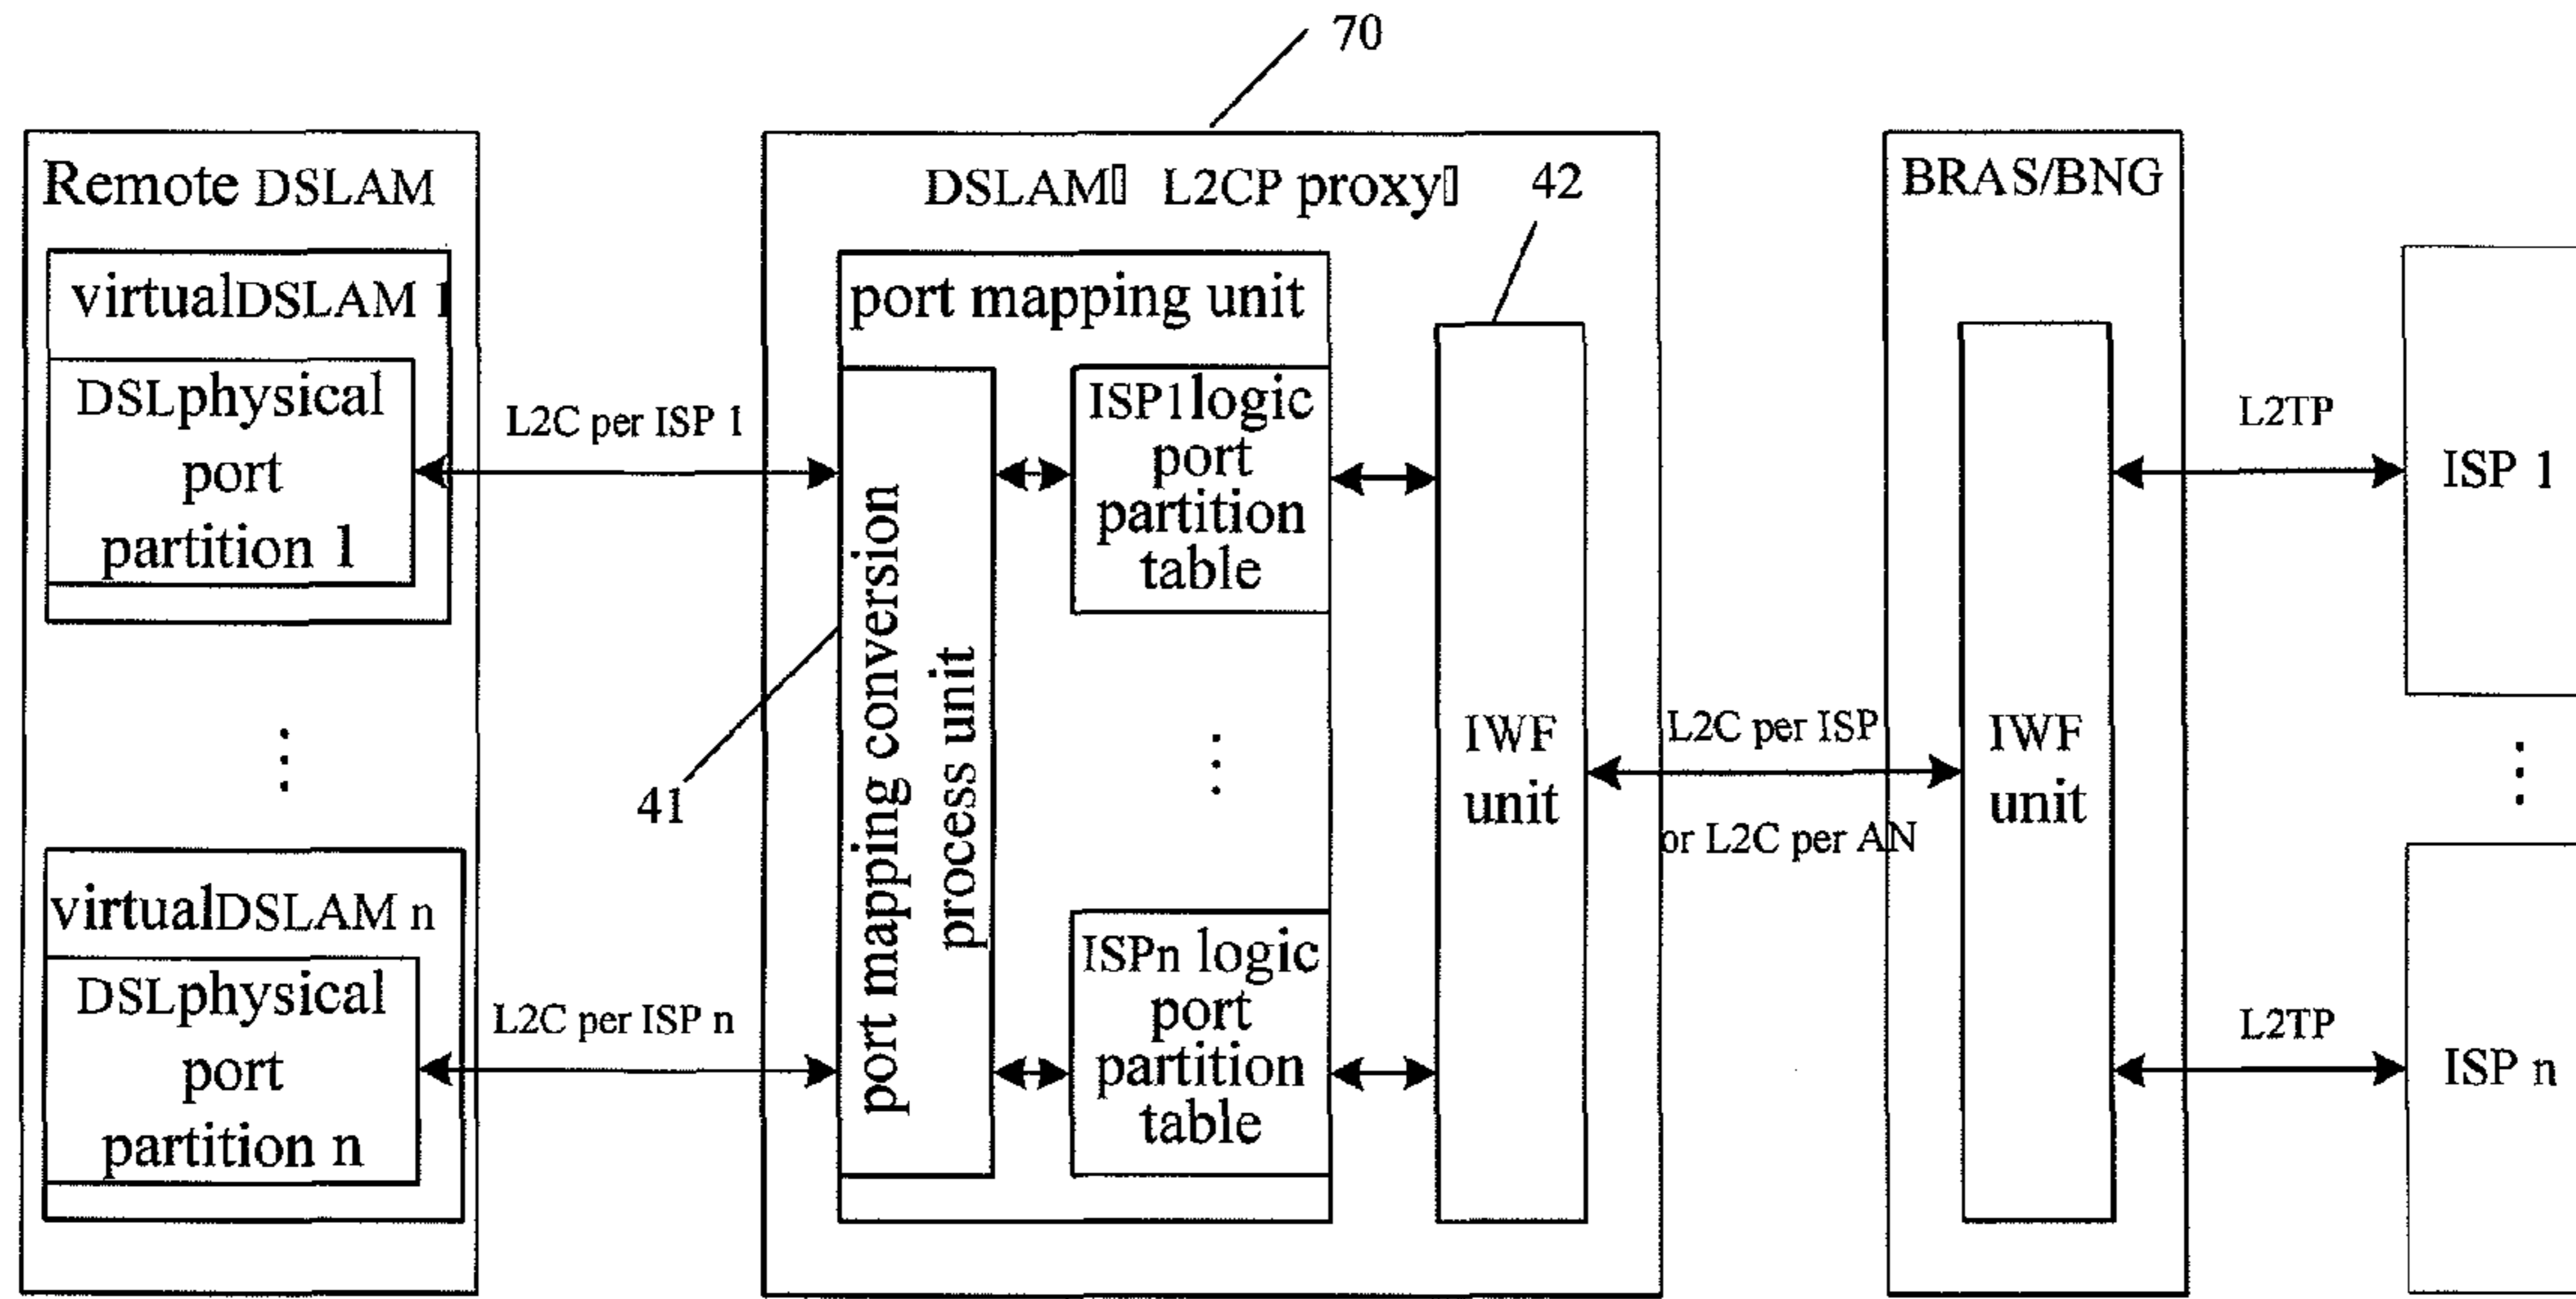 70
Remote DSLAM
virtualDSLAM 1
DSLphysical
port
partition 1
virtualDSLAM n
DSLphysical
port
partition n
L2C per ISP 1
L2C per ISP n
41
DSLAM L2CP proxy
port mapping unit
port mapping conversion
process unit
ISP1logic
port
partition
table
ISPn logic
port
partition
table
42
IWF
unit
L2C per ISP
or L2C per AN
BRAS/BNG
IWF
unit
L2TP
L2TP
ISP 1
ISP n